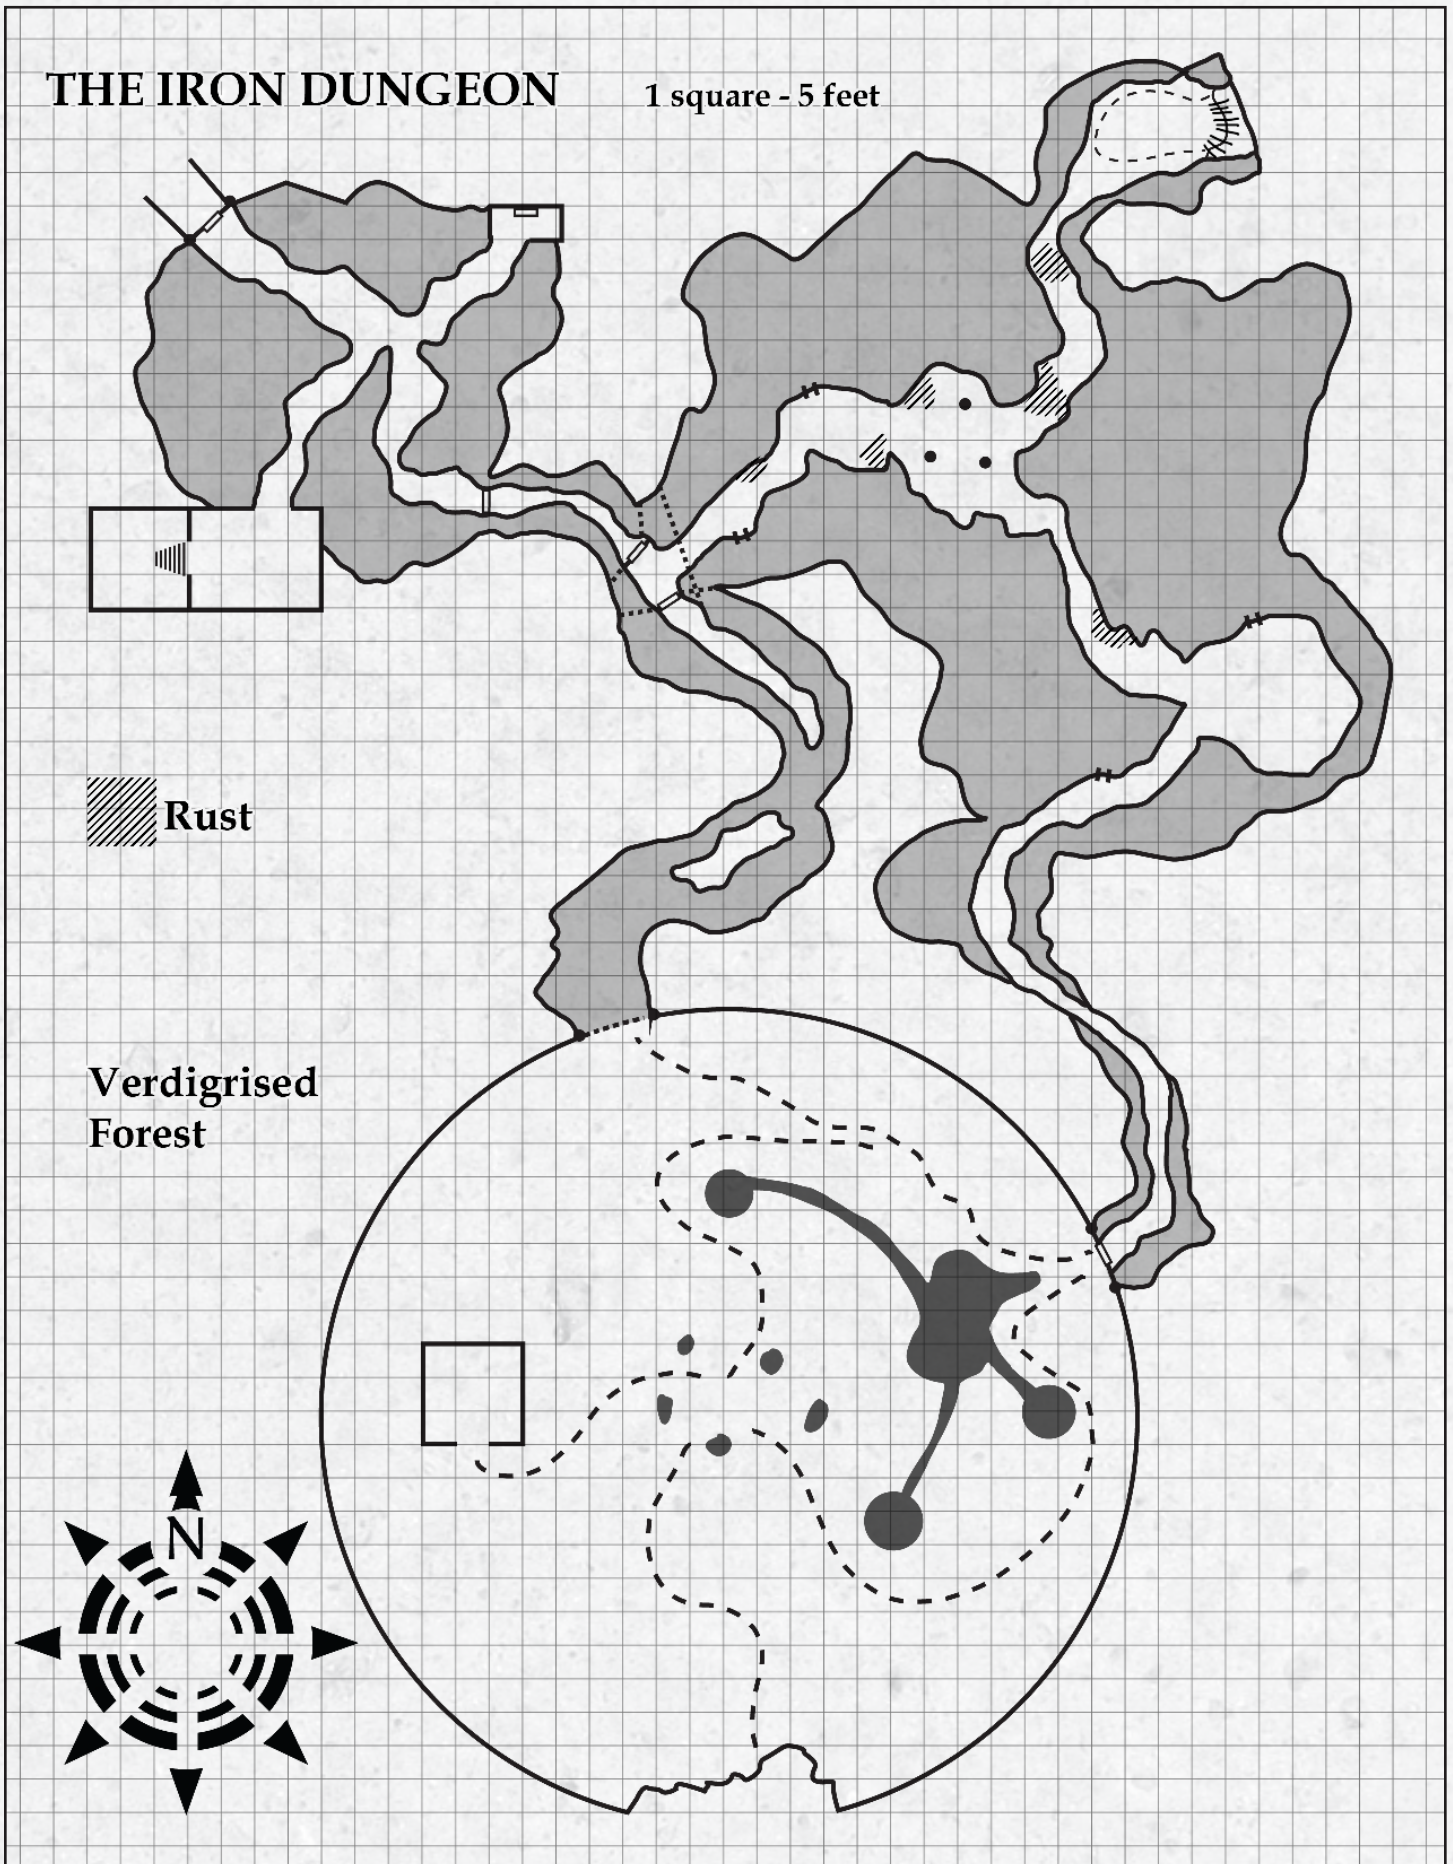 THE IRON DUNGEON
1 square - 5 feet
Rust
Verdigrised
Forest
N